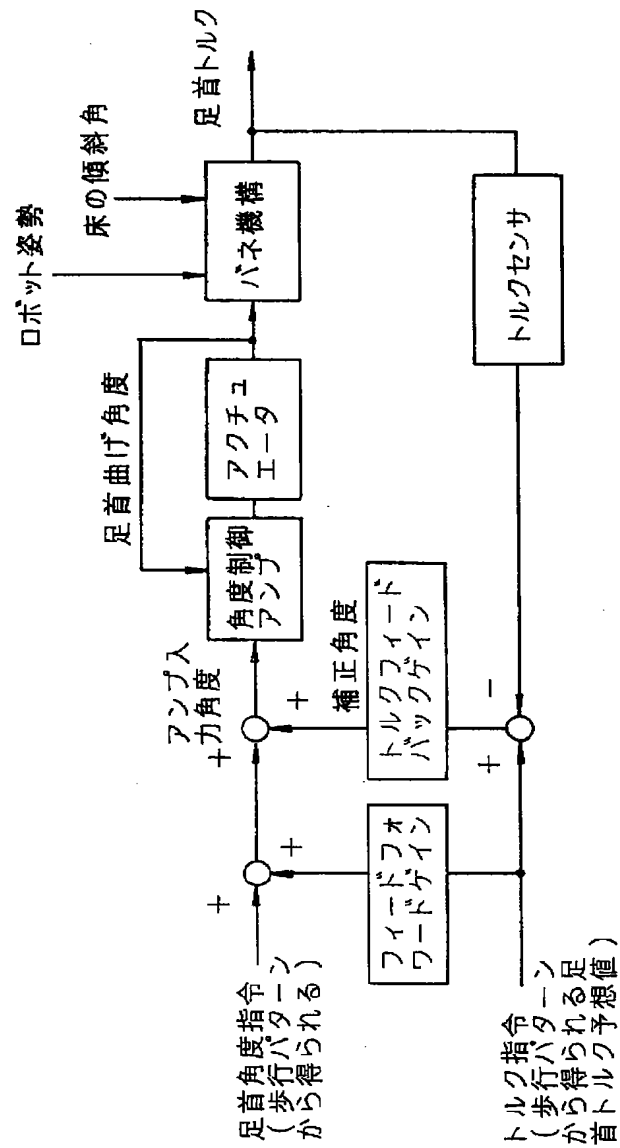 ロボット姿勢
床の傾斜角
足首曲げ角度
アンプ入
力角度
角度制御
アンプ
アクチュ
エータ
バネ機構
足首トルク
足首角度指令
(歩行パターン
から得られる)
+
+
+
+
補正角度
フィードフォ
ワードゲイン
トルクフィード
バックゲイン
トルクセンサ
+
-
トルク指令
(歩行パターン
から得られる足
首トルク予想値)